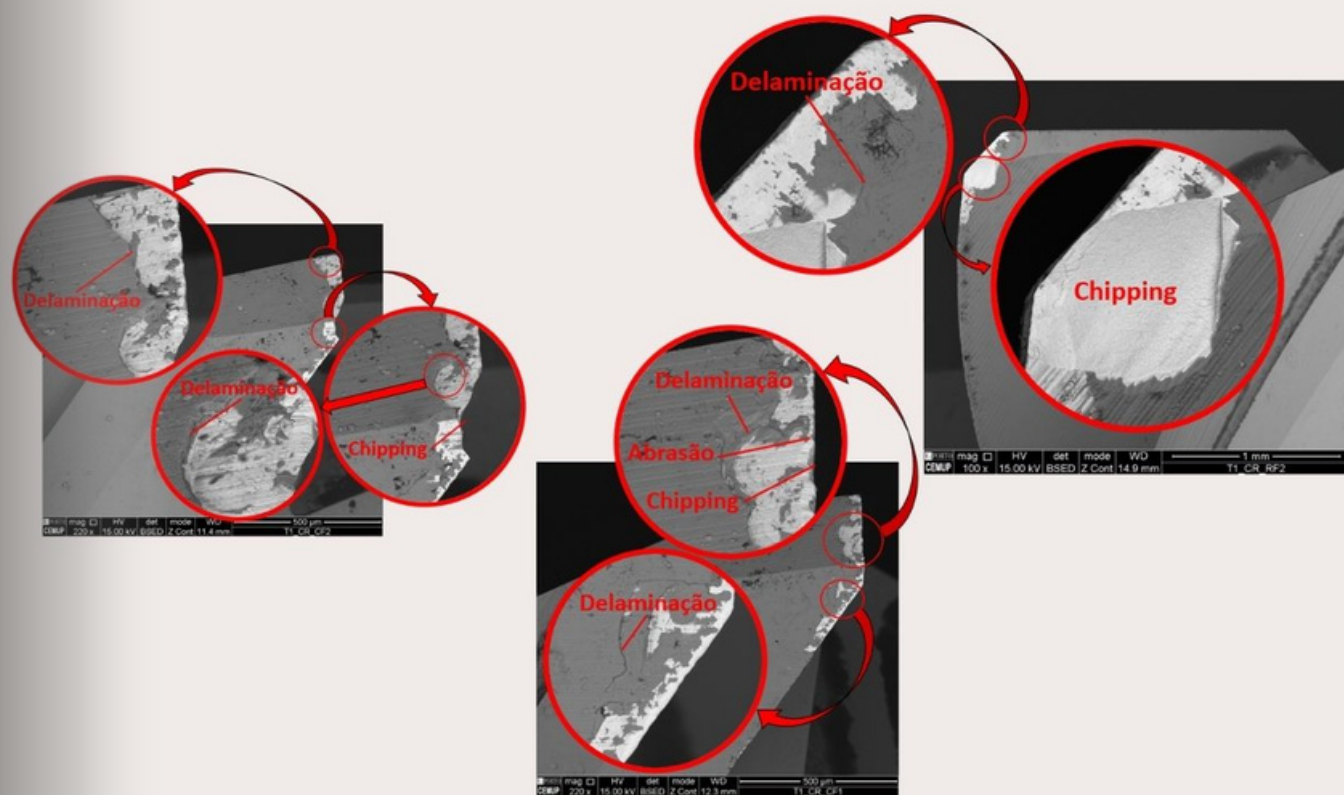 Delaminação
Delaminação
Chipping
mag HV det mode WD 500 µm
CEMUP 220 x 15.00 kV BSED Z Cont 11.4 mm T1_CR_CF2
Delaminação
Chipping
mag HV det mode WD 1 mm
CEMUP 100 x 15.00 kV BSED Z Cont 14.9 mm T1_CR_RF2
Delaminação
Abrasão
Chipping
Delaminação
mag HV det mode WD 500 µm
CEMUP 220 x 15.00 kV BSED Z Cont 12.3 mm T1_CR_CF1